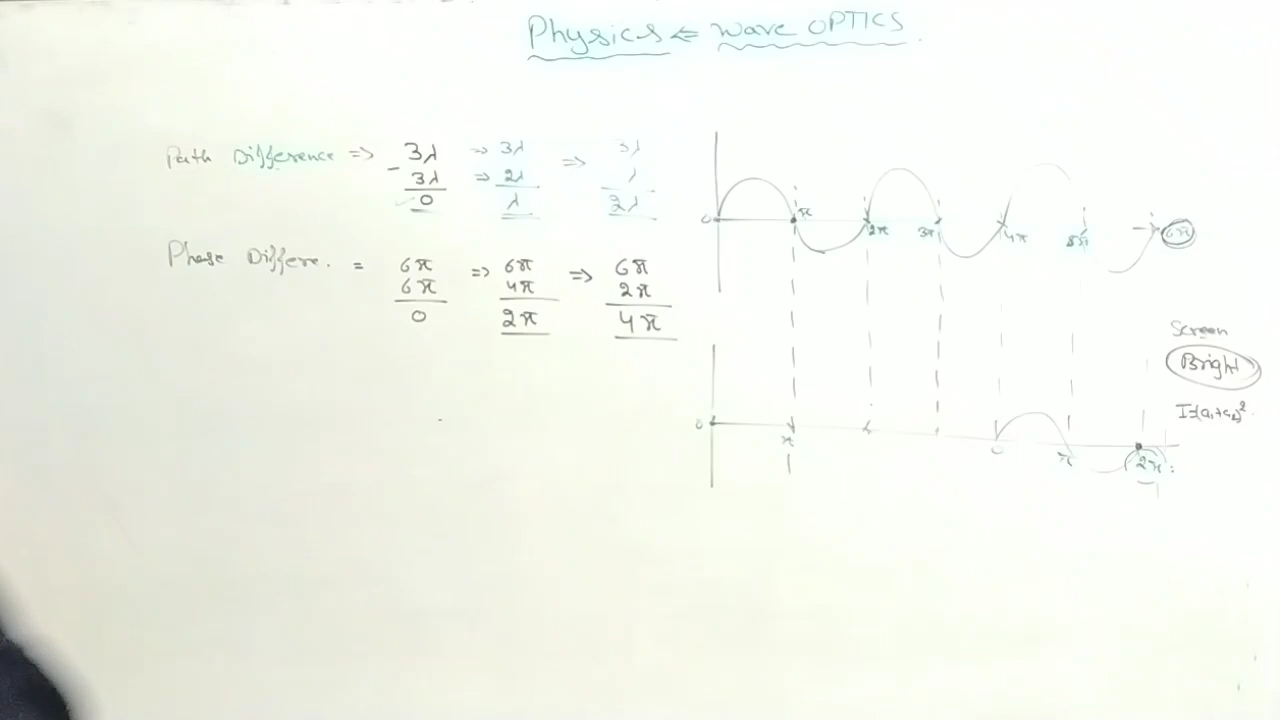 Physics ⇐ Wave OPTICS
Path Difference ⇒ 3λ ⇒ 3λ ⇒ 3λ
- 3λ ⇒ 2λ λ
0 λ 2λ
Phase Differe. = 6π ⇒ 6π ⇒ 6π
6π 4π 2π
0 2π 4π
0 π 2π 3π 4π 5π 6π
Screen
Bright
I=(a₁+a₂)²
0 π 0 π 2π